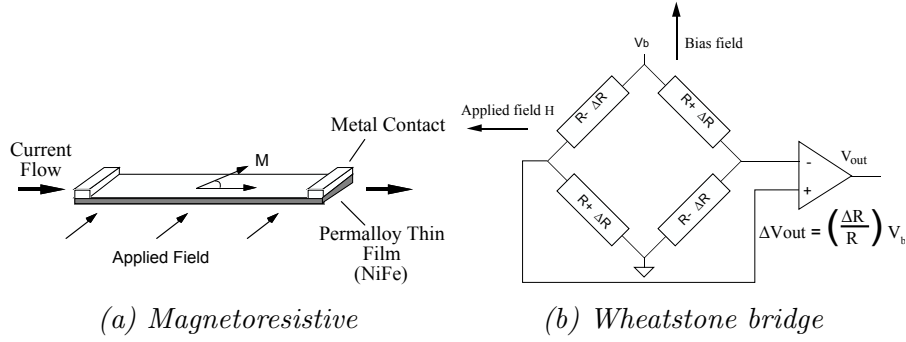 Metal Contact
Current
Flow
M
Permalloy Thin
Film
(NiFe)
Applied Field
(a) Magnetoresistive
Bias field
Vb
Applied field H
R- ΔR
R+ ΔR
R+ ΔR
R- ΔR
-
+
Vout
ΔVout = (ΔR/R) Vb
(b) Wheatstone bridge